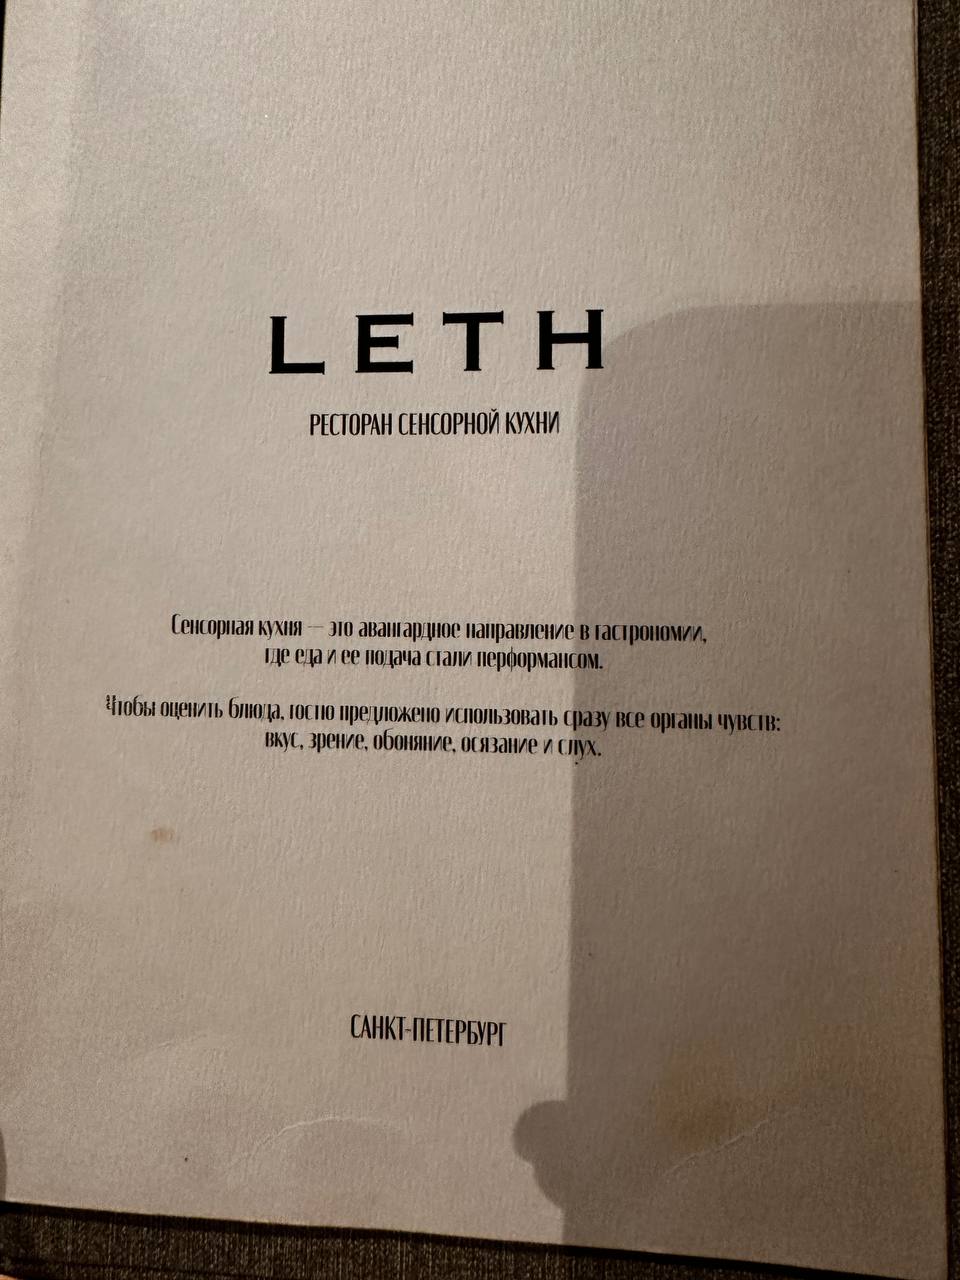 LETH
РЕСТОРАН СЕНСОРНОЙ КУХНИ
Сенсорная кухня — это авангардное направление в гастрономии,
где еда и ее подача стали перформансом.
Чтобы оценить блюда, гостю предложено использовать сразу все органы чувств:
вкус, зрение, обоняние, осязание и слух.
САНКТ-ПЕТЕРБУРГ